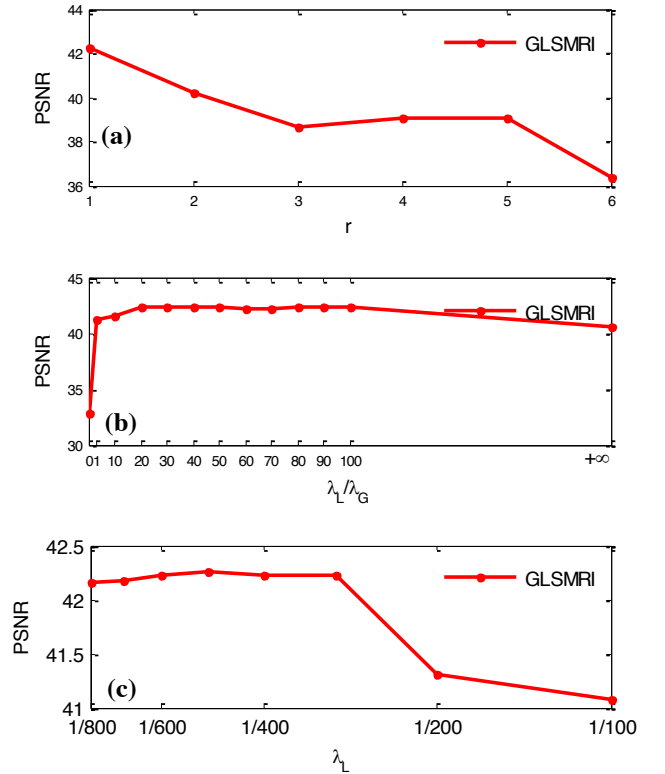 44
42
40
38
36
PSNR
GLSMRI
(a)
1 2 3 4 5 6
r
45
40
35
30
PSNR
GLSMRI
(b)
01 10 20 30 40 50 60 70 80 90 100 +∞
λL/λG
42.5
42
41.5
41
PSNR
GLSMRI
(c)
1/800 1/600 1/400 1/200 1/100
λL